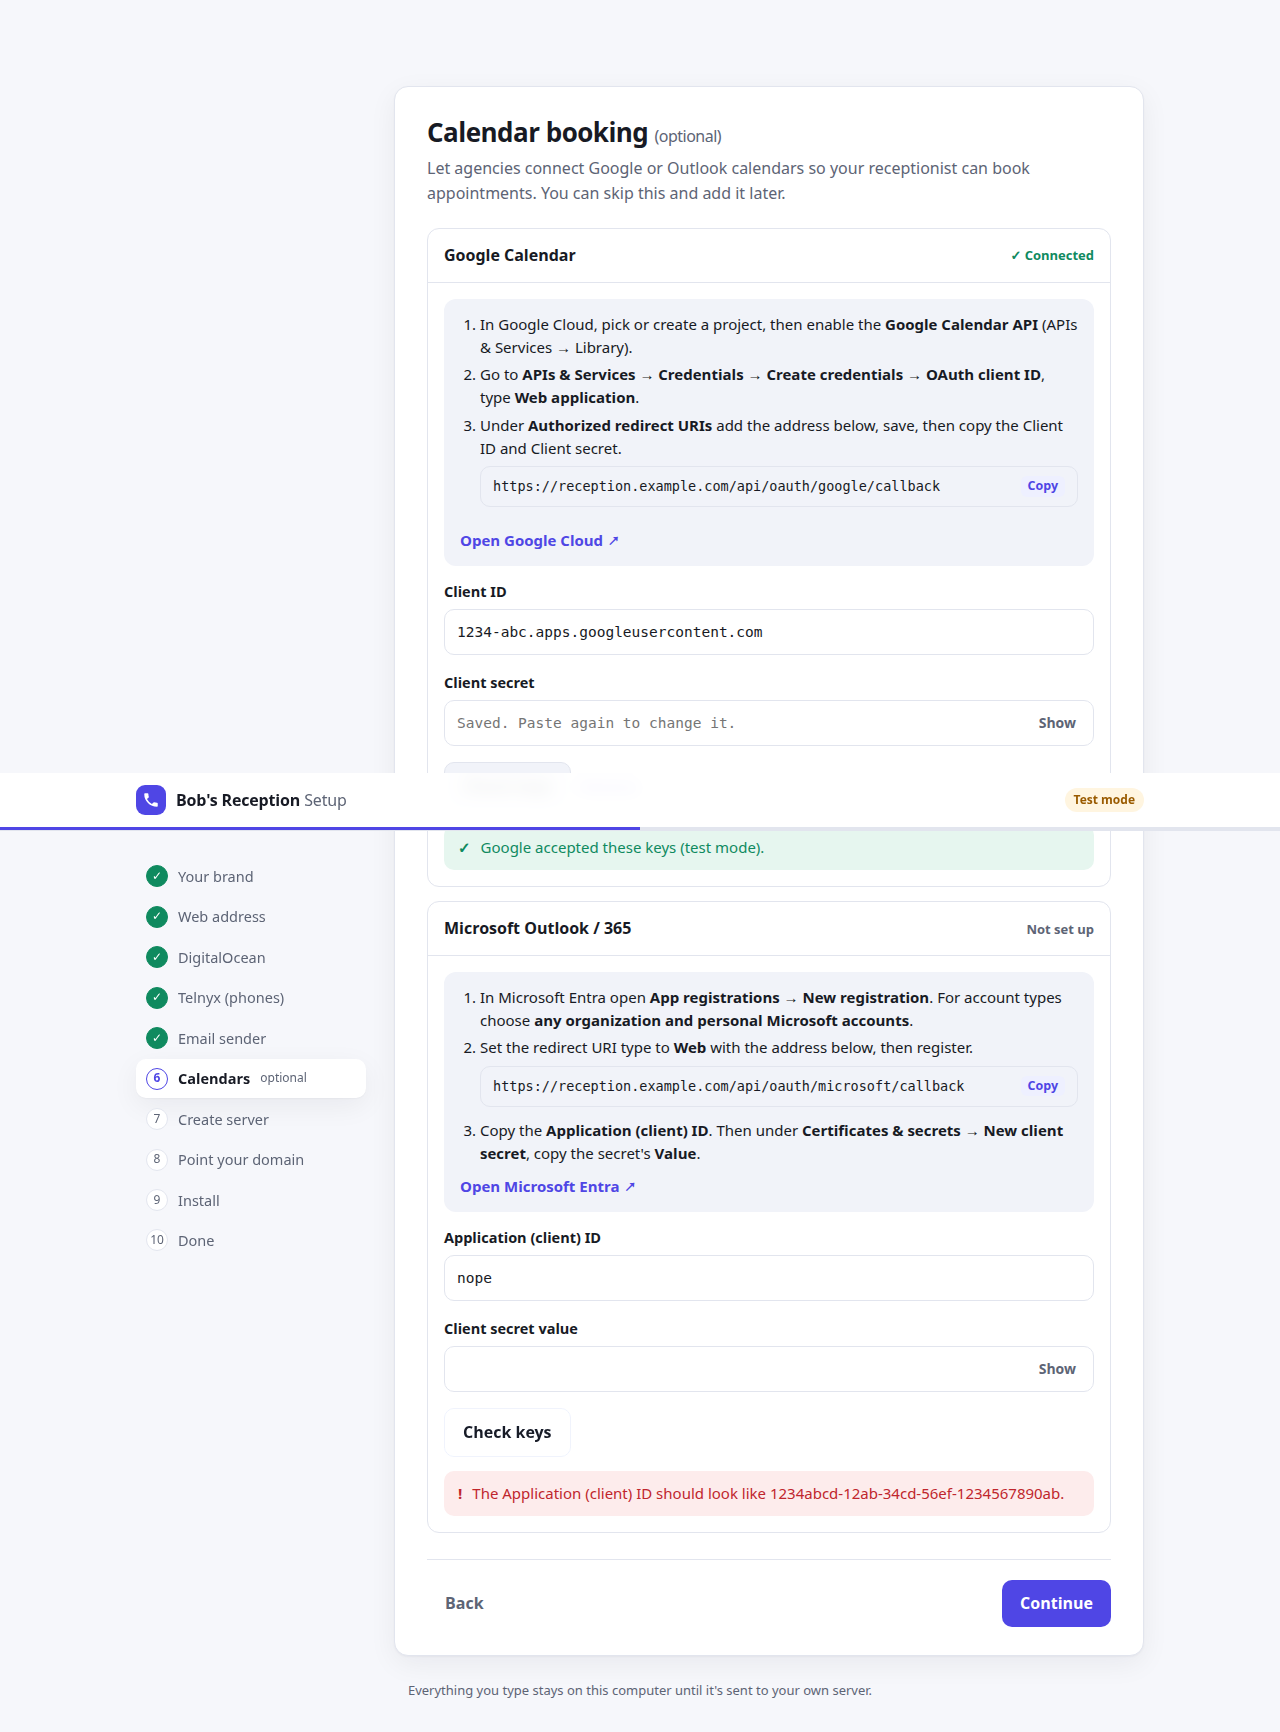 Calendar booking (optional)
Let agencies connect Google or Outlook calendars so your receptionist can book
appointments. You can skip this and add it later.
Google Calendar
✓ Connected
1. In Google Cloud, pick or create a project, then enable the Google Calendar API (APIs
& Services → Library).
2. Go to APIs & Services → Credentials → Create credentials → OAuth client ID,
type Web application.
3. Under Authorized redirect URIs add the address below, save, then copy the Client
ID and Client secret.
https://reception.example.com/api/oauth/google/callback
Copy
Open Google Cloud ↗
Client ID
1234-abc.apps.googleusercontent.com
Client secret
Saved. Paste again to change it.
Show
Bob's Reception Setup
Test mode
✓ Google accepted these keys (test mode).
✓ Your brand
✓ Web address
✓ DigitalOcean
✓ Telnyx (phones)
✓ Email sender
6 Calendars optional
7 Create server
8 Point your domain
9 Install
10 Done
Microsoft Outlook / 365
Not set up
1. In Microsoft Entra open App registrations → New registration. For account types
choose any organization and personal Microsoft accounts.
2. Set the redirect URI type to Web with the address below, then register.
https://reception.example.com/api/oauth/microsoft/callback
Copy
3. Copy the Application (client) ID. Then under Certificates & secrets → New client
secret, copy the secret's Value.
Open Microsoft Entra ↗
Application (client) ID
nope
Client secret value
Show
Check keys
! The Application (client) ID should look like 1234abcd-12ab-34cd-56ef-1234567890ab.
Back
Continue
Everything you type stays on this computer until it's sent to your own server.